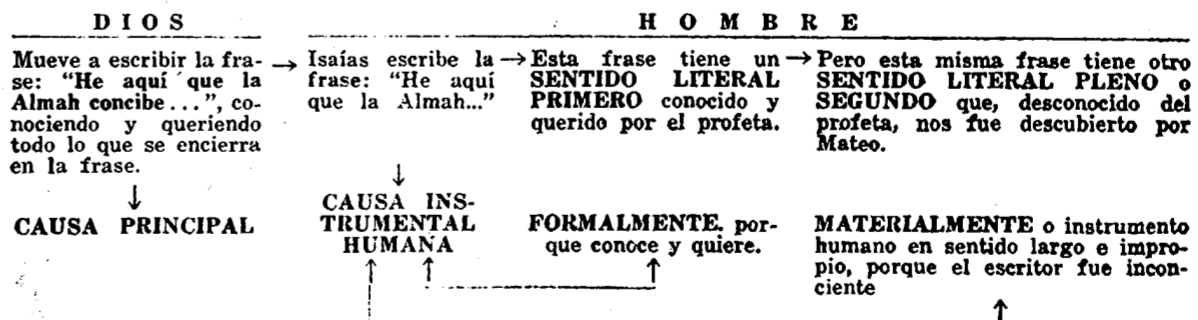 DIOS
HOMBRE
Mueve a escribir la fra-
se: "He aquí que la
Almah concibe...", co-
nociendo y queriendo
todo lo que se encierra
en la frase.
CAUSA PRINCIPAL
Isaías escribe la
frase: "He aquí
que la Almah..."
CAUSA INS-
TRUMENTAL
HUMANA
Esta frase tiene un
SENTIDO LITERAL
PRIMERO conocido y
querido por el profeta.
FORMALMENTE, por-
que conoce y quiere.
Pero esta misma frase tiene otro
SENTIDO LITERAL PLENO o
SEGUNDO que, desconocido del
profeta, nos fue descubierto por
Mateo.
MATERIALMENTE o instrumento
humano en sentido largo e impro-
pio, porque el escritor fue incon-
ciente